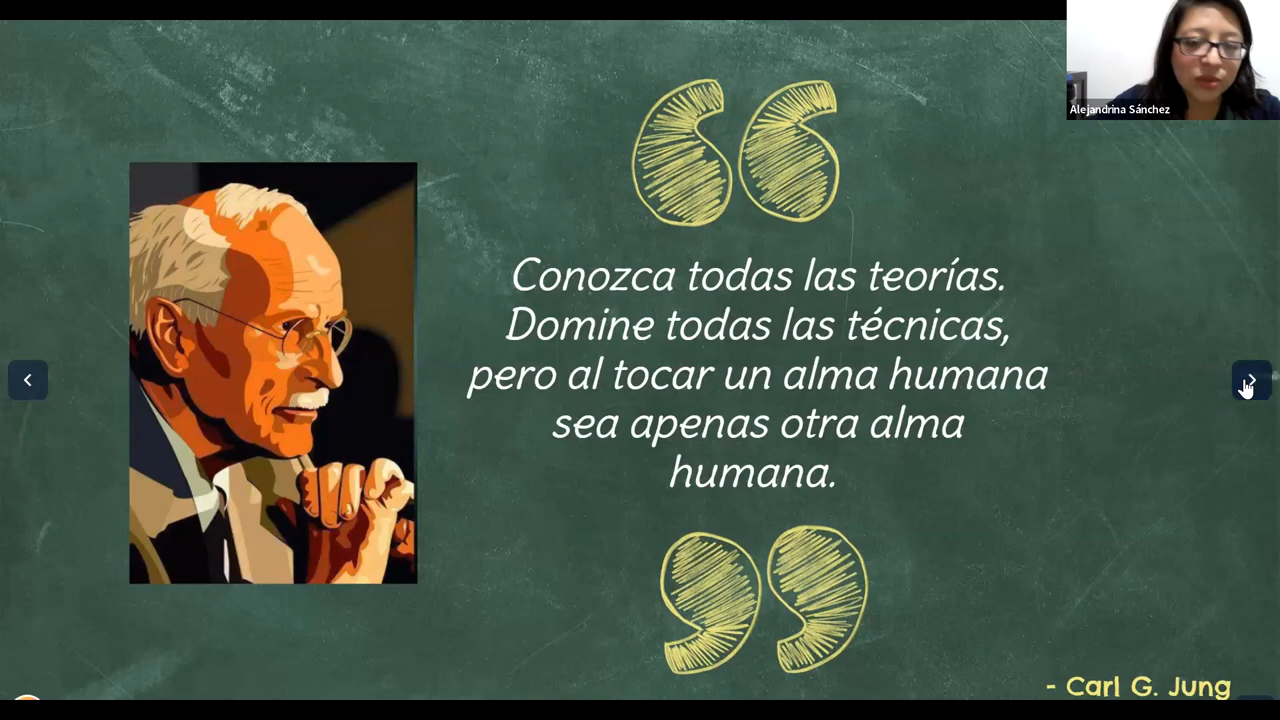 Alejandrina Sánchez
Conozca todas las teorías.
Domine todas las técnicas,
pero al tocar un alma humana
sea apenas otra alma
humana.
- Carl G. Jung